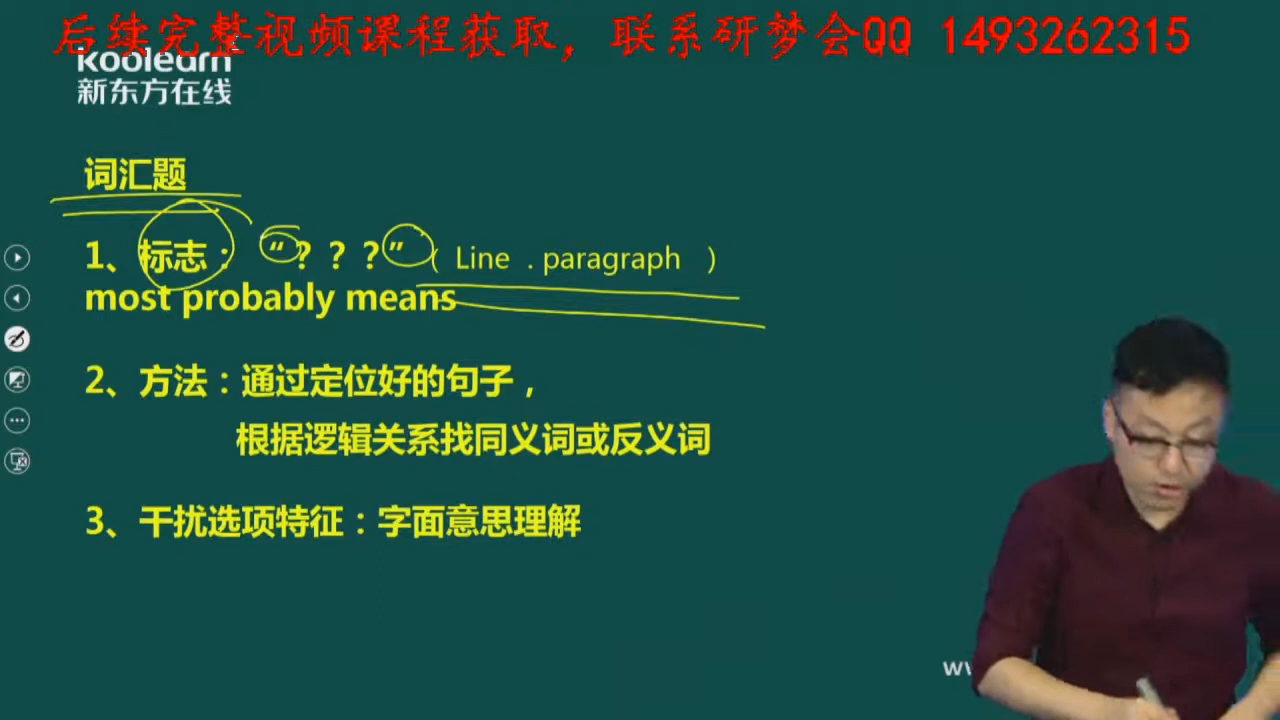 后续完整视频课程获取，联系研梦会QQ 1493262315
koolearn
新东方在线
词汇题
1、标志：“？？？”（ Line . paragraph ）
most probably means
2、方法：通过定位好的句子，
根据逻辑关系找同义词或反义词
3、干扰选项特征：字面意思理解